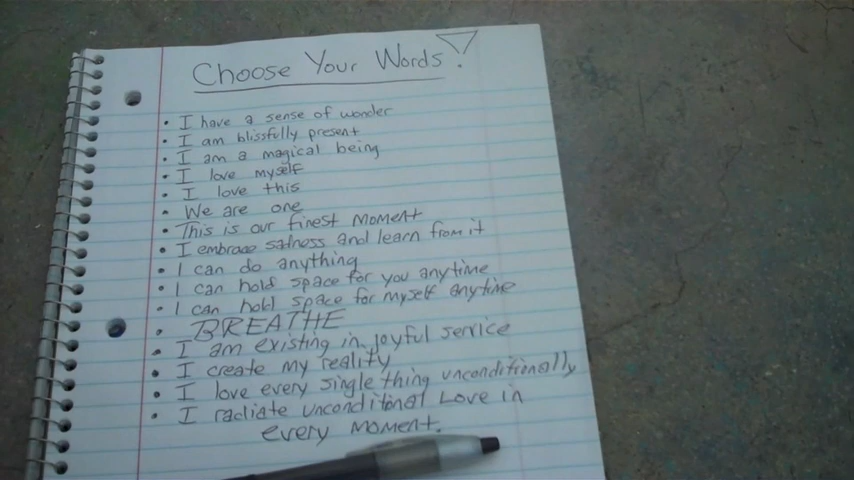 Choose Your Words!
• I have a sense of wonder
• I am blissfully present
• I am a magical being
• I love myself
• I love this
• We are one
• This is our finest moment
• I embrace sadness and learn from it
• I can do anything
• I can hold space for you anytime
• I can hold space for myself anytime
• BREATHE
• I am existing in joyful service
• I create my reality
• I love every single thing unconditionally
• I radiate unconditional Love in
every moment.